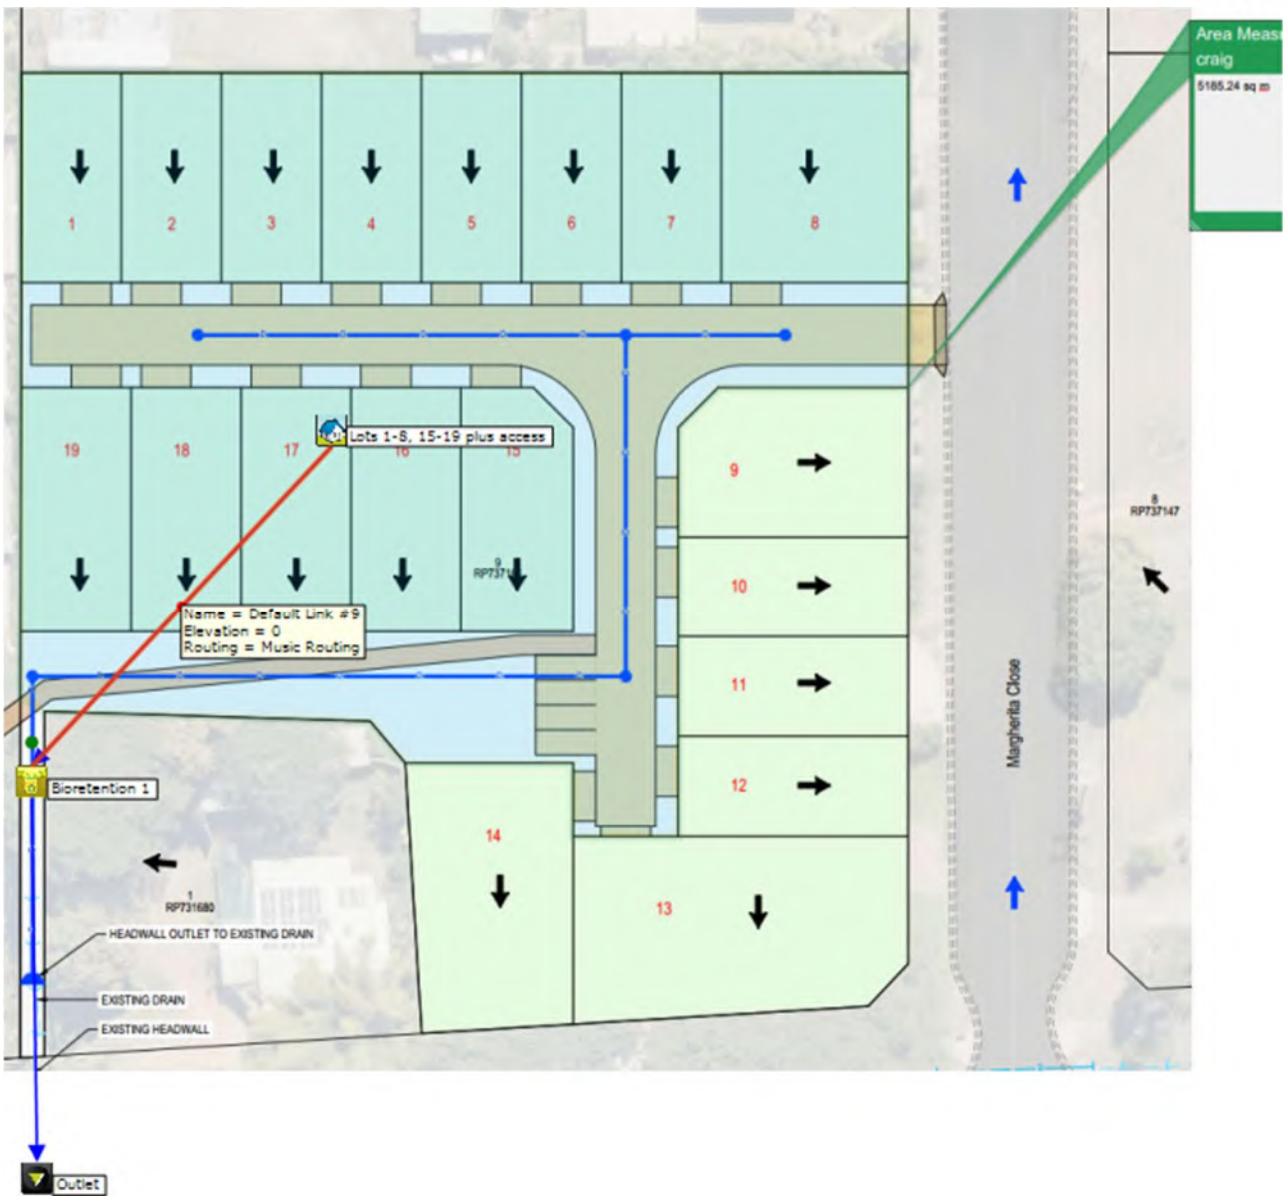 Area Meas
craig
5185.24 sq m
1
2
3
4
5
6
7
8
19
18
17
16
15
Lots 1-8, 15-19 plus access
9
9
RP7371
8
RP737147
10
Name = Default Link #9
Elevation = 0
Routing = Music Routing
11
Margherita Close
12
Bioretention 1
14
1
RP731680
13
HEADWALL OUTLET TO EXISTING DRAIN
EXISTING DRAIN
EXISTING HEADWALL
Outlet